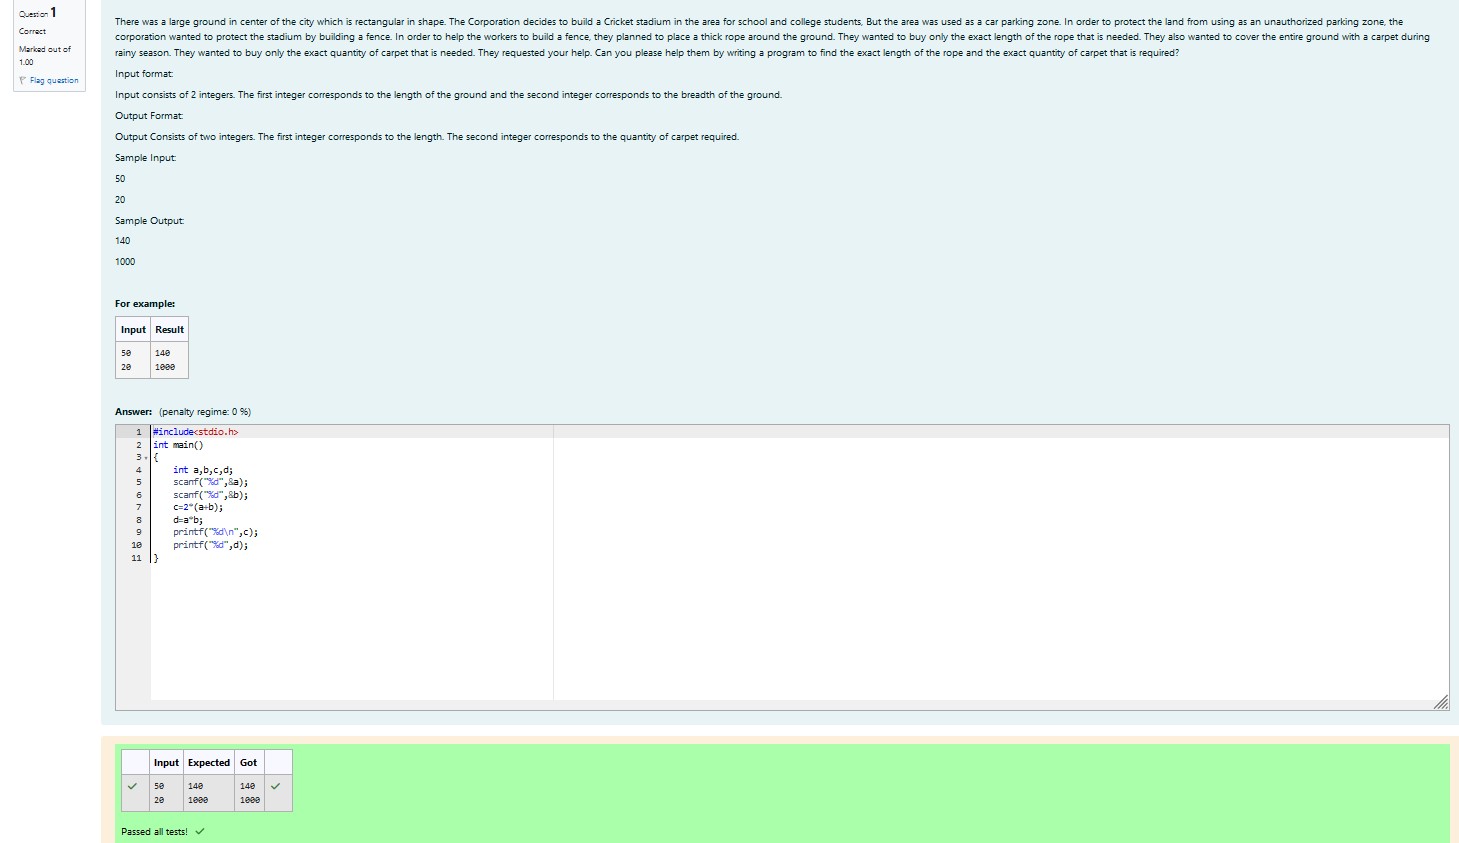 Question 1
Correct
Marked out of
1.00
Flag question
There was a large ground in center of the city which is rectangular in shape. The Corporation decides to build a Cricket stadium in the area for school and college students, But the area was used as a car parking zone. In order to protect the land from using as an unauthorized parking zone, the
corporation wanted to protect the stadium by building a fence. In order to help the workers to build a fence, they planned to place a thick rope around the ground. They wanted to buy only the exact length of the rope that is needed. They also wanted to cover the entire ground with a carpet during
rainy season. They wanted to buy only the exact quantity of carpet that is needed. They requested your help. Can you please help them by writing a program to find the exact length of the rope and the exact quantity of carpet that is required?
Input format:
Input consists of 2 integers. The first integer corresponds to the length of the ground and the second integer corresponds to the breadth of the ground.
Output Format:
Output Consists of two integers. The first integer corresponds to the length. The second integer corresponds to the quantity of carpet required.
Sample Input:
50
20
Sample Output:
140
1000
For example:
Input Result
50 140
20 1000
Answer: (penalty regime: 0 %)
1 #include<stdio.h>
2 int main()
3 {
4 int a,b,c,d;
5 scanf("%d",&a);
6 scanf("%d",&b);
7 c=2*(a+b);
8 d=a*b;
9 printf("%d\n",c);
10 printf("%d",d);
11 }
Input Expected Got
50 140 140
20 1000 1000
Passed all tests!